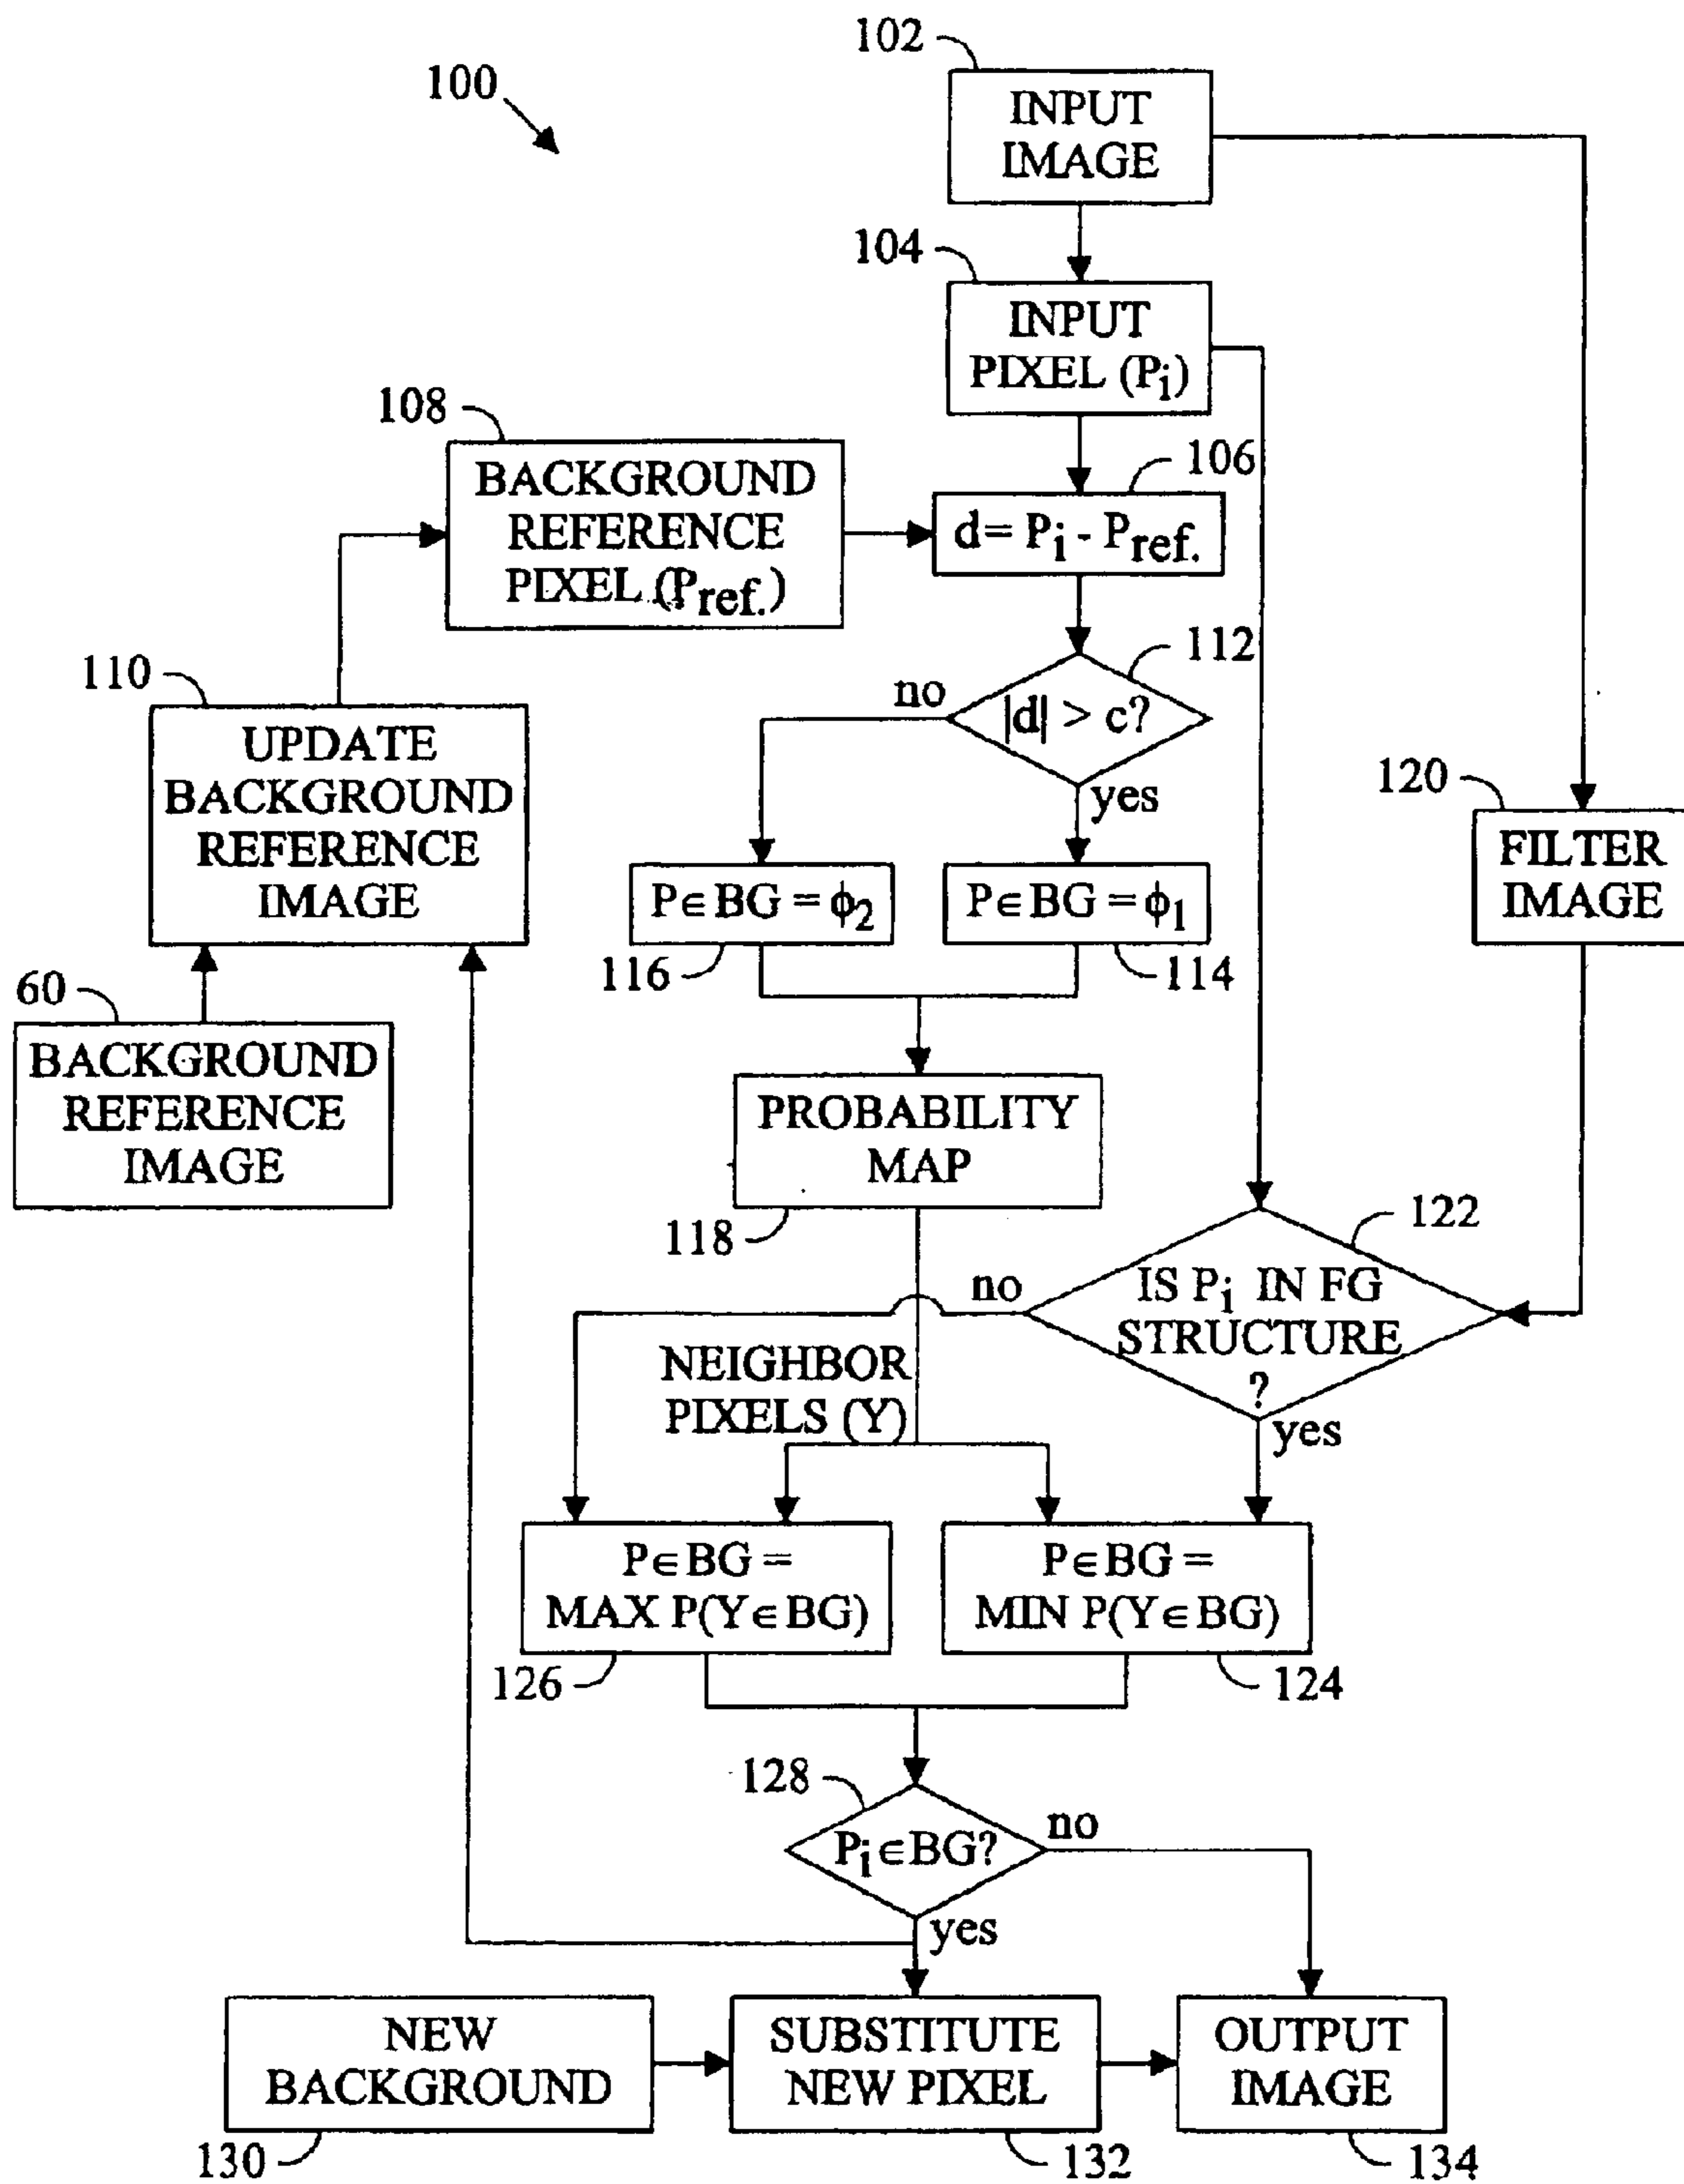 102
100
INPUT
IMAGE
104
INPUT
PIXEL (Pi)
108
BACKGROUND
REFERENCE
PIXEL (Pref.)
106
d= Pi - Pref.
110
UPDATE
BACKGROUND
REFERENCE
IMAGE
112
no
|d| > c?
yes
120
FILTER
IMAGE
P∈BG = ϕ2
P∈BG = ϕ1
116
114
60
BACKGROUND
REFERENCE
IMAGE
PROBABILITY
MAP
118
122
no
IS Pi IN FG
STRUCTURE
?
yes
NEIGHBOR
PIXELS (Y)
P∈BG =
MAX P(Y∈BG)
P∈BG =
MIN P(Y∈BG)
126
124
128
Pi∈BG?
no
yes
NEW
BACKGROUND
SUBSTITUTE
NEW PIXEL
OUTPUT
IMAGE
130
132
134